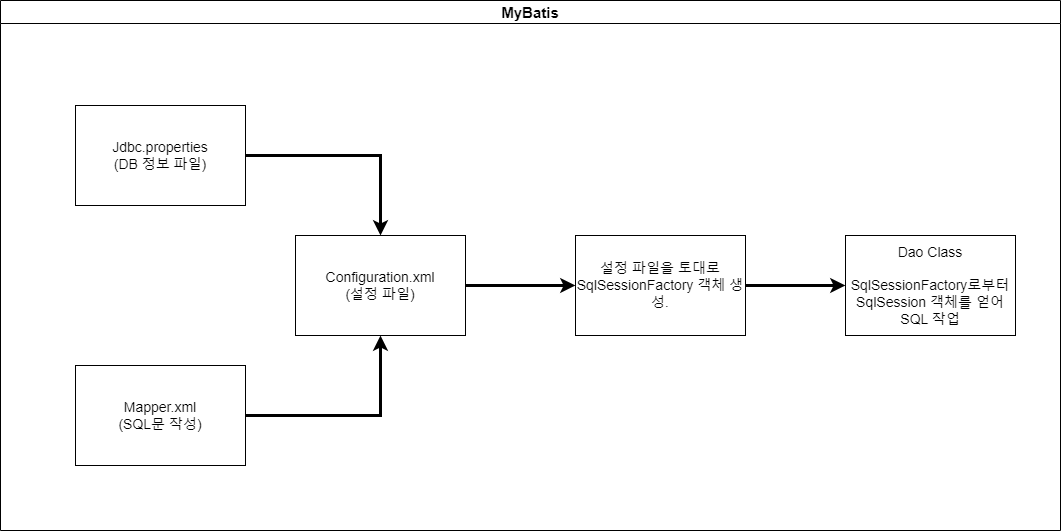 MyBatis
Jdbc.properties
(DB 정보 파일)
Configuration.xml
(설정 파일)
설정 파일을 토대로
SqlSessionFactory 객체 생
성.
Dao Class
SqlSessionFactory로부터
SqlSession 객체를 얻어
SQL 작업
Mapper.xml
(SQL문 작성)